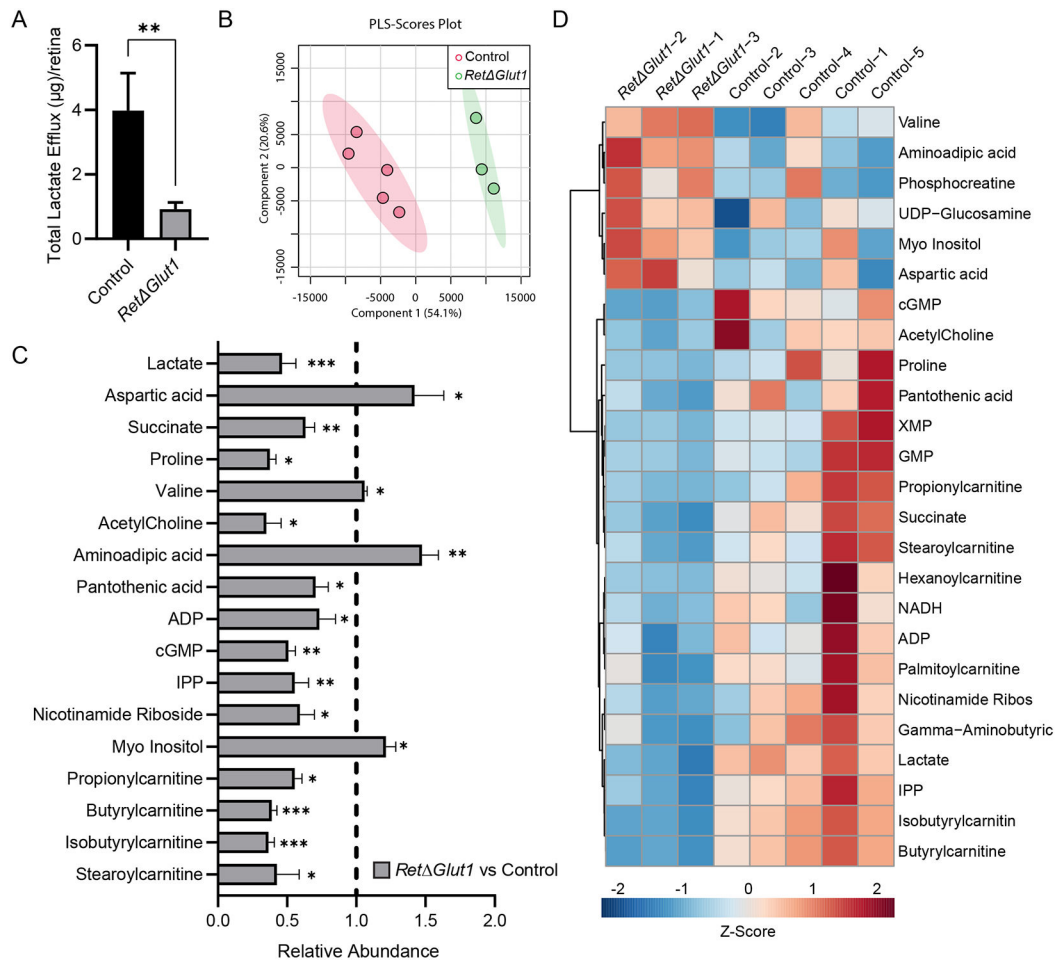 A
**
Total Lactate Efflux (µg)/retina
6
4
2
0
Control
RetΔGlut1
B
PLS-Scores Plot
Control
RetΔGlut1
Component 2 (20.6%)
15000
5000
0
-5000
-15000
-15000
-5000
0
5000
15000
Component 1 (54.1%)
C
Lactate
***
Aspartic acid
*
Succinate
**
Proline
*
Valine
*
AcetylCholine
*
Aminoadipic acid
**
Pantothenic acid
*
ADP
*
cGMP
**
IPP
**
Nicotinamide Riboside
*
Myo Inositol
*
Propionylcarnitine
*
Butyrylcarnitine
***
Isobutyrylcarnitine
***
Stearoylcarnitine
*
RetΔGlut1 vs Control
0.0
0.5
1.0
1.5
2.0
Relative Abundance
D
RetΔGlut1-2
RetΔGlut1-1
RetΔGlut1-3
Control-2
Control-3
Control-4
Control-1
Control-5
Valine
Aminoadipic acid
Phosphocreatine
UDP-Glucosamine
Myo Inositol
Aspartic acid
cGMP
AcetylCholine
Proline
Pantothenic acid
XMP
GMP
Propionylcarnitine
Succinate
Stearoylcarnitine
Hexanoylcarnitine
NADH
ADP
Palmitoylcarnitine
Nicotinamide Ribos
Gamma-Aminobutyric
Lactate
IPP
Isobutyrylcarnitin
Butyrylcarnitine
-2
-1
0
1
2
Z-Score